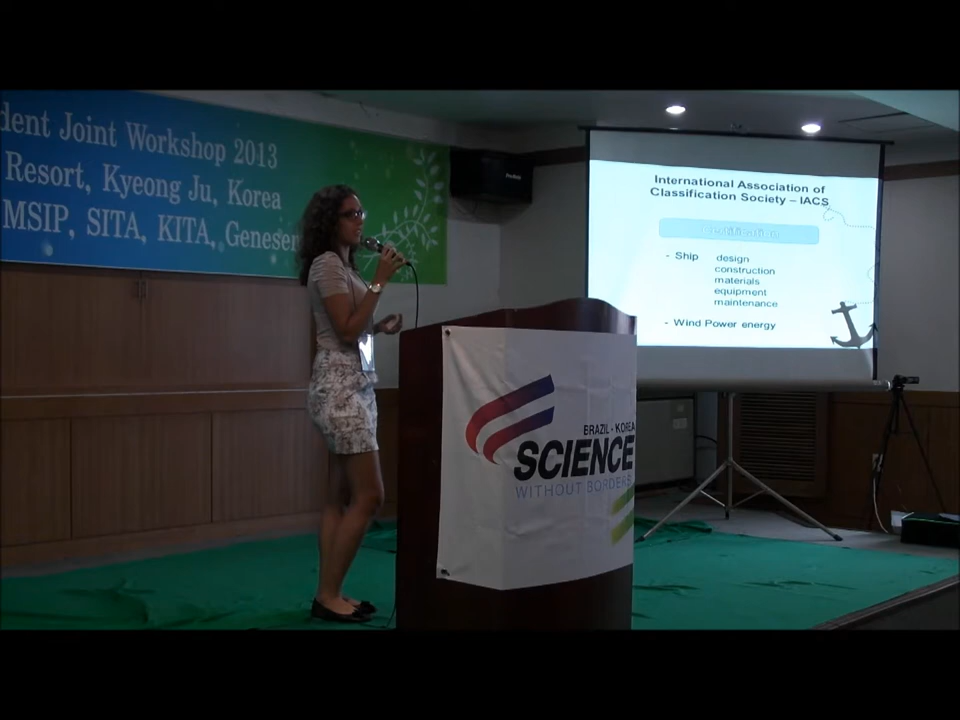 dent Joint Workshop 2013
Resort, Kyeong Ju, Korea
MSIP, SITA, KITA, Genesem
International Association of
Classification Society – IACS
- Ship design
construction
materials
equipment
maintenance
- Wind Power energy
BRAZIL - KOREA
SCIENCE
WITHOUT BORDERS